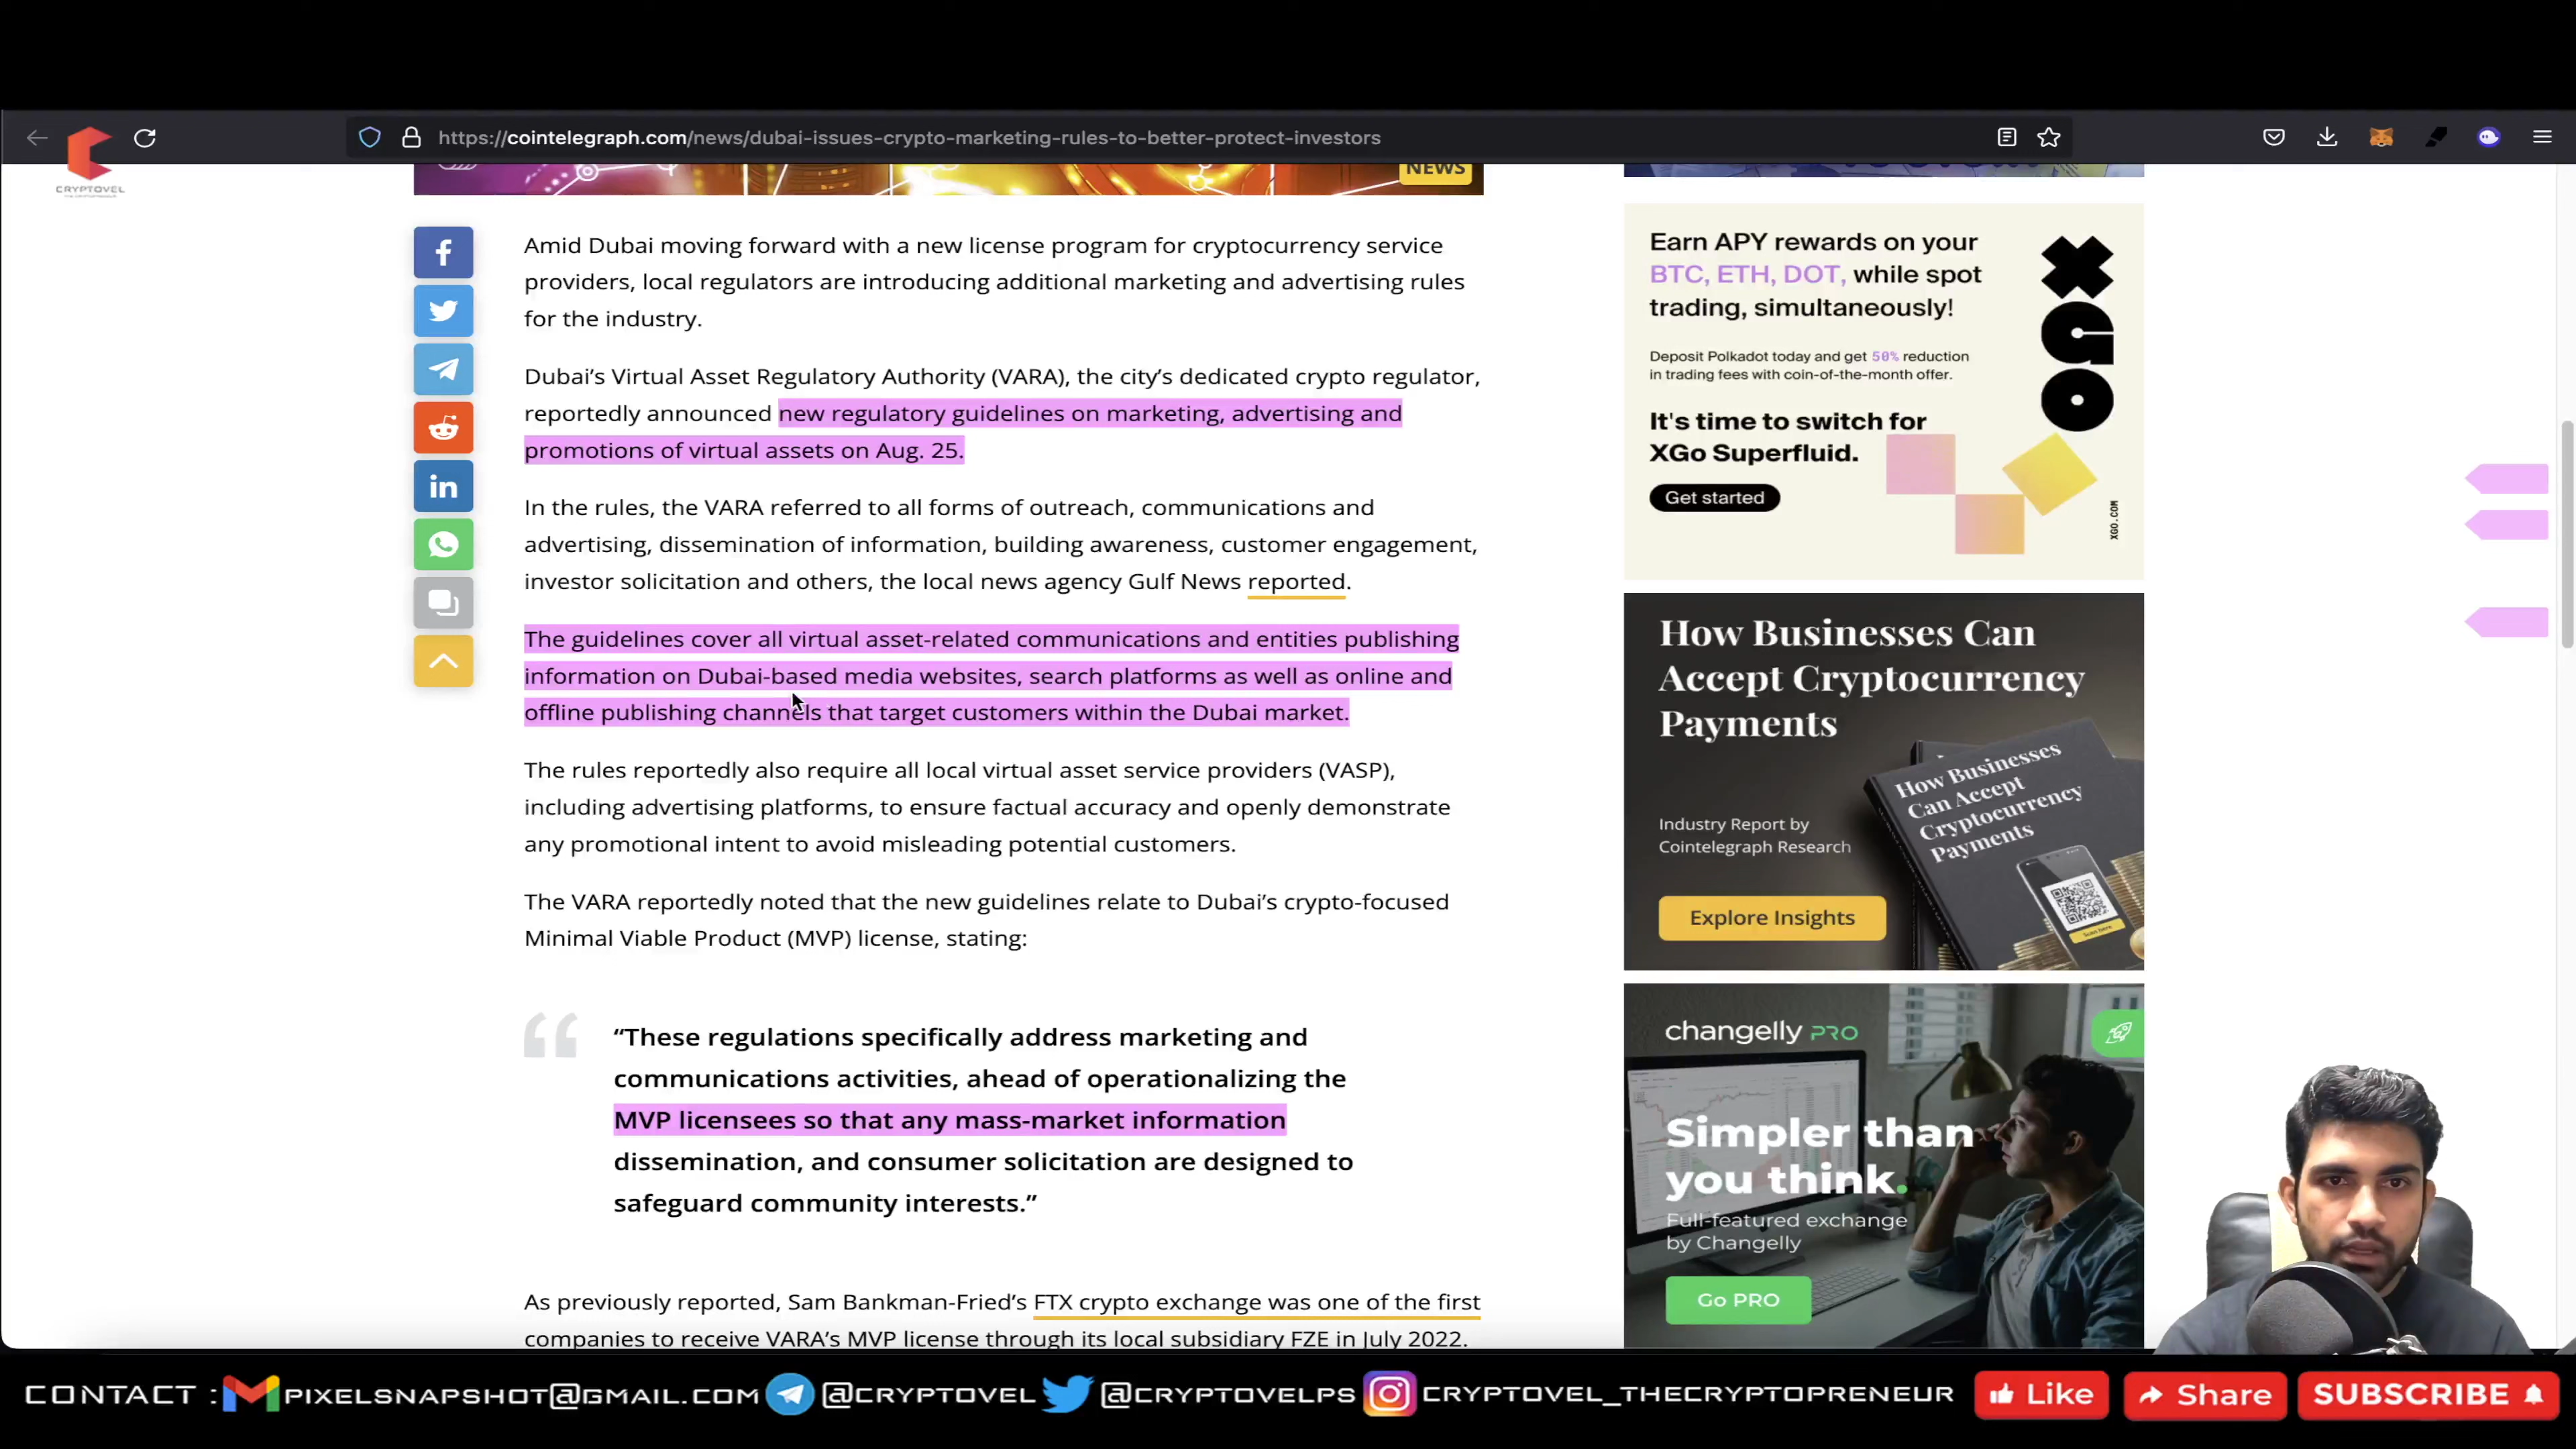 https://cointelegraph.com/news/dubai-issues-crypto-marketing-rules-to-better-protect-investors
CRYPTOVEL
NEWS
Amid Dubai moving forward with a new license program for cryptocurrency service
providers, local regulators are introducing additional marketing and advertising rules
for the industry.
Dubai’s Virtual Asset Regulatory Authority (VARA), the city’s dedicated crypto regulator,
reportedly announced new regulatory guidelines on marketing, advertising and
promotions of virtual assets on Aug. 25.
In the rules, the VARA referred to all forms of outreach, communications and
advertising, dissemination of information, building awareness, customer engagement,
investor solicitation and others, the local news agency Gulf News reported.
The guidelines cover all virtual asset-related communications and entities publishing
information on Dubai-based media websites, search platforms as well as online and
offline publishing channels that target customers within the Dubai market.
The rules reportedly also require all local virtual asset service providers (VASP),
including advertising platforms, to ensure factual accuracy and openly demonstrate
any promotional intent to avoid misleading potential customers.
The VARA reportedly noted that the new guidelines relate to Dubai’s crypto-focused
Minimal Viable Product (MVP) license, stating:
“These regulations specifically address marketing and
communications activities, ahead of operationalizing the
MVP licensees so that any mass-market information
dissemination, and consumer solicitation are designed to
safeguard community interests.”
As previously reported, Sam Bankman-Fried’s FTX crypto exchange was one of the first
companies to receive VARA’s MVP license through its local subsidiary FZE in July 2022.
Earn APY rewards on your
BTC, ETH, DOT, while spot
trading, simultaneously!
Deposit Polkadot today and get 50% reduction
in trading fees with coin-of-the-month offer.
It's time to switch for
XGo Superfluid.
Get started
XGO
XGO.COM
How Businesses Can
Accept Cryptocurrency
Payments
Industry Report by
Cointelegraph Research
Explore Insights
How Businesses
Can Accept
Cryptocurrency
Payments
changelly PRO
Simpler than
you think.
Full-featured exchange
by Changelly
Go PRO
CONTACT : PIXELSNAPSHOT@GMAIL.COM @CRYPTOVEL @CRYPTOVELPS CRYPTOVEL_THECRYPTOPRENEUR Like Share SUBSCRIBE